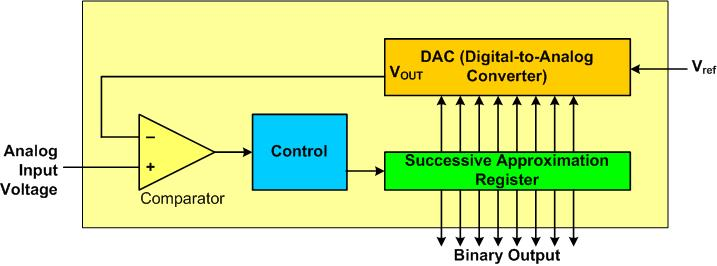 DAC (Digital-to-Analog
Converter)
VOUT
Vref
−
+
Analog
Input
Voltage
Comparator
Control
Successive Approximation
Register
Binary Output